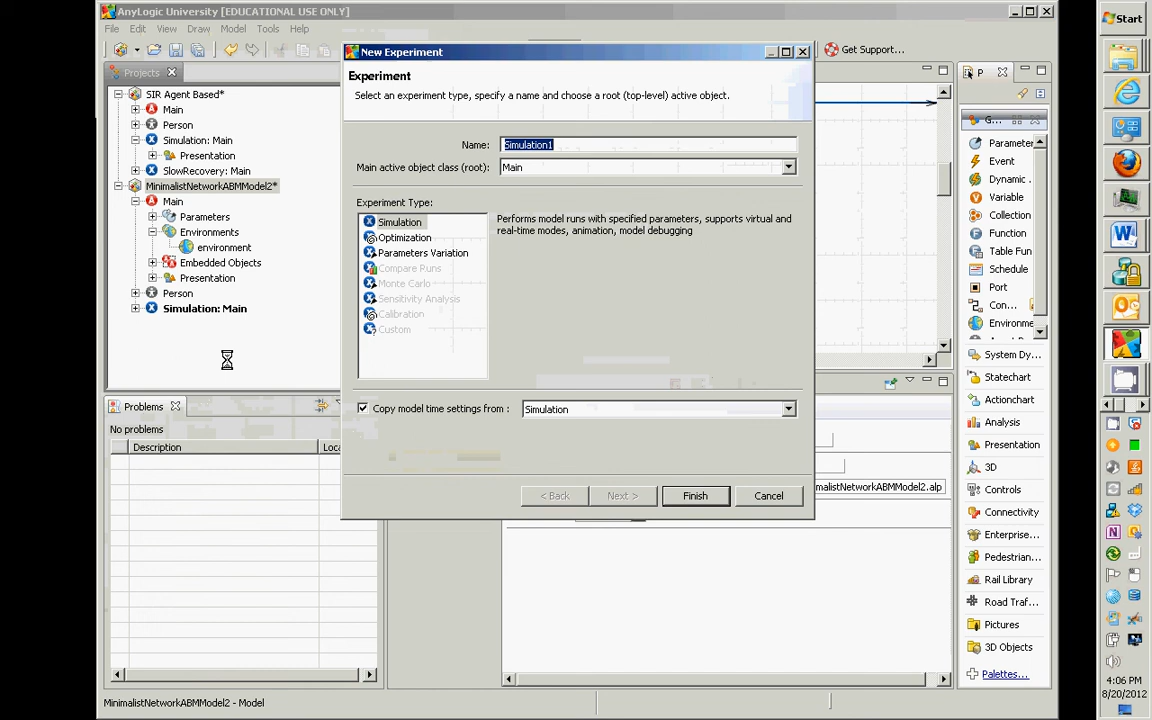 AnyLogic University [EDUCATIONAL USE ONLY]
File Edit View Draw Model Tools Help
Get Support...
Projects
SIR Agent Based*
Main
Person
Simulation: Main
Presentation
SlowRecovery: Main
MinimalistNetworkABMModel2*
Main
Parameters
Environments
environment
Embedded Objects
Presentation
Person
Simulation: Main
New Experiment
Experiment
Select an experiment type, specify a name and choose a root (top-level) active object.
Name: Simulation1
Main active object class (root): Main
Experiment Type:
Simulation
Optimization
Parameters Variation
Compare Runs
Monte Carlo
Sensitivity Analysis
Calibration
Custom
Performs model runs with specified parameters, supports virtual and
real-time modes, animation, model debugging
Copy model time settings from : Simulation
< Back Next > Finish Cancel
Problems
No problems
Description Loca
malistNetworkABMModel2.alp
P
G...
Parameter
Event
Dynamic .
Variable
Collection
Function
Table Fun
Schedule
Port
Con...
Environme
System Dy...
Statechart
Actionchart
Analysis
Presentation
3D
Controls
Connectivity
Enterprise...
Pedestrian...
Rail Library
Road Traf...
Pictures
3D Objects
Palettes...
MinimalistNetworkABMModel2 - Model
Start
4:06 PM
8/20/2012